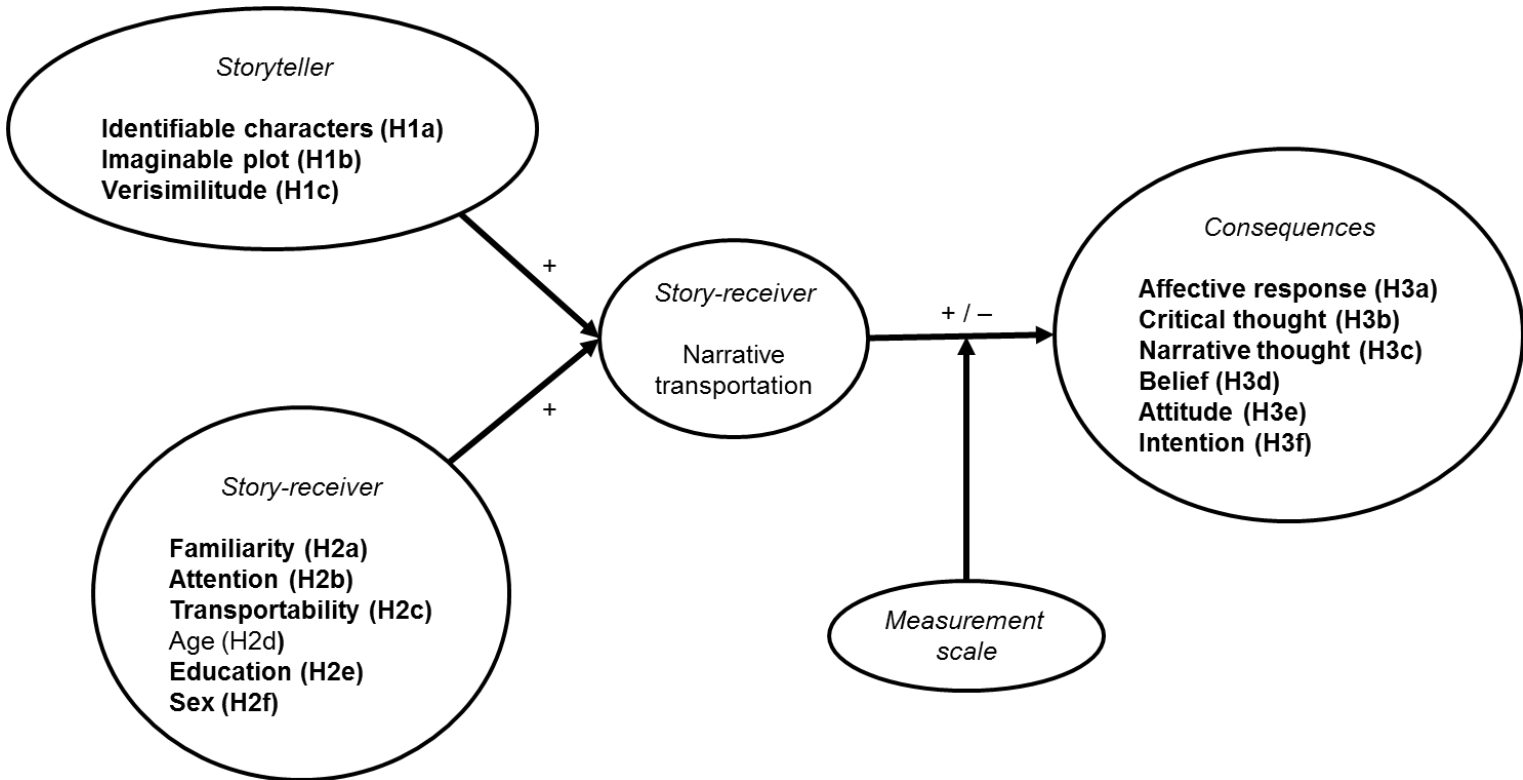 Storyteller
Identifiable characters (H1a)
Imaginable plot (H1b)
Verisimilitude (H1c)
+
Story-receiver
Familiarity (H2a)
Attention (H2b)
Transportability (H2c)
Age (H2d)
Education (H2e)
Sex (H2f)
+
Story-receiver
Narrative
transportation
+ / –
Measurement
scale
Consequences
Affective response (H3a)
Critical thought (H3b)
Narrative thought (H3c)
Belief (H3d)
Attitude (H3e)
Intention (H3f)